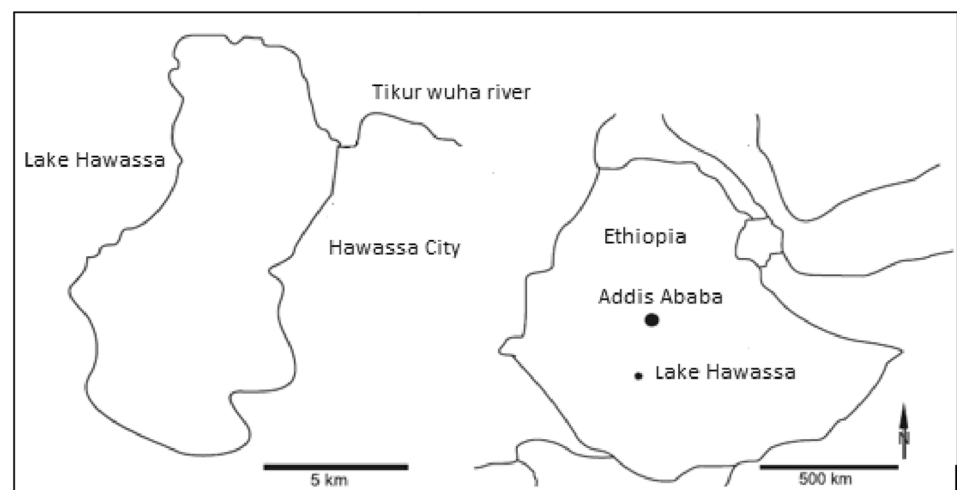 Tikur wuha river
Lake Hawassa
Hawassa City
5 km
Ethiopia
Addis Ababa
Lake Hawassa
N
500 km